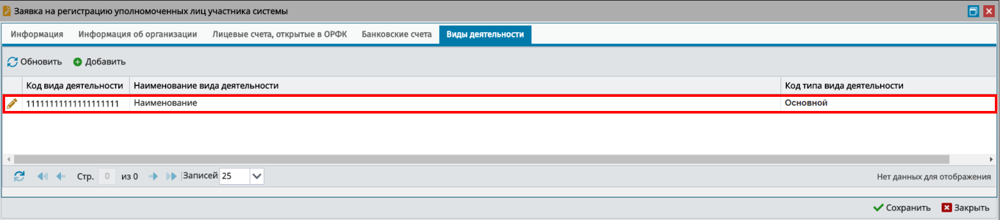 Заявка на регистрацию уполномоченных лиц участника системы
Информация Информация об организации Лицевые счета, открытые в ОРФК Банковские счета Виды деятельности
Обновить Добавить
Код вида деятельности Наименование вида деятельности Код типа вида деятельности
11111111111111111111 Наименование Основной
Стр. 0 из 0 Записей 25 Нет данных для отображения
Сохранить Закрыть